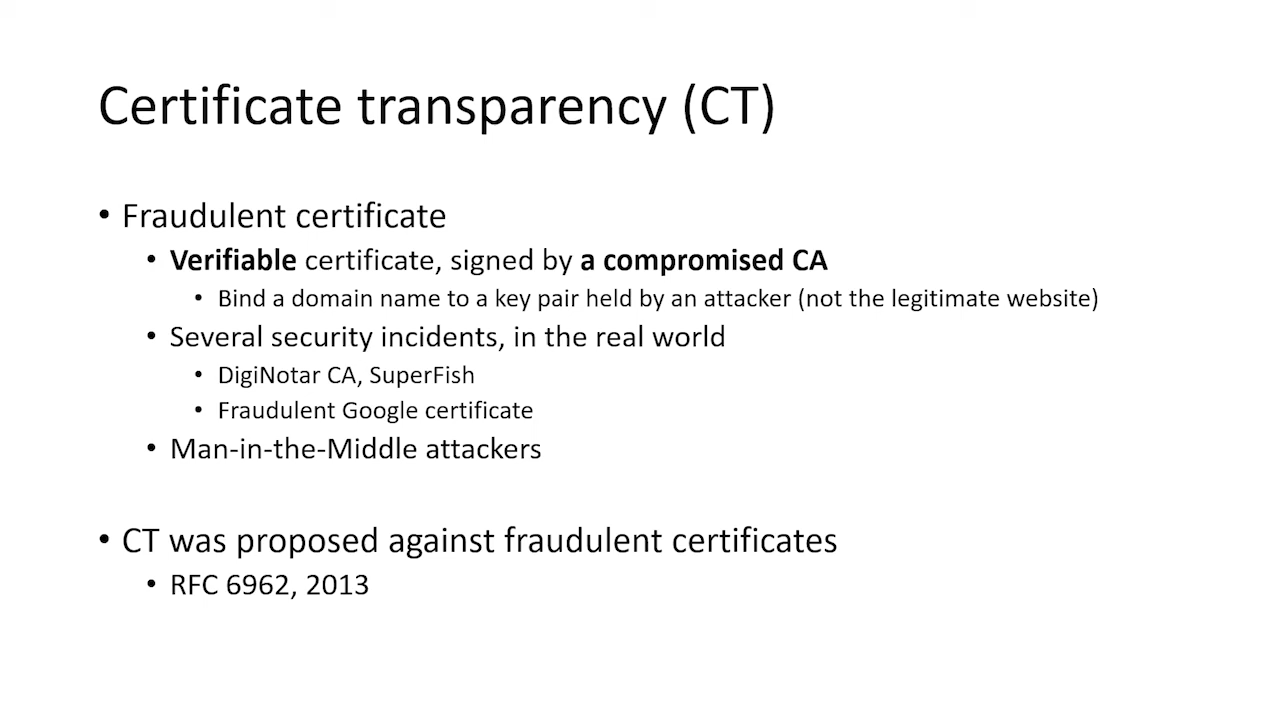 Certificate transparency (CT)
• Fraudulent certificate
• Verifiable certificate, signed by a compromised CA
• Bind a domain name to a key pair held by an attacker (not the legitimate website)
• Several security incidents, in the real world
• DigiNotar CA, SuperFish
• Fraudulent Google certificate
• Man-in-the-Middle attackers
• CT was proposed against fraudulent certificates
• RFC 6962, 2013